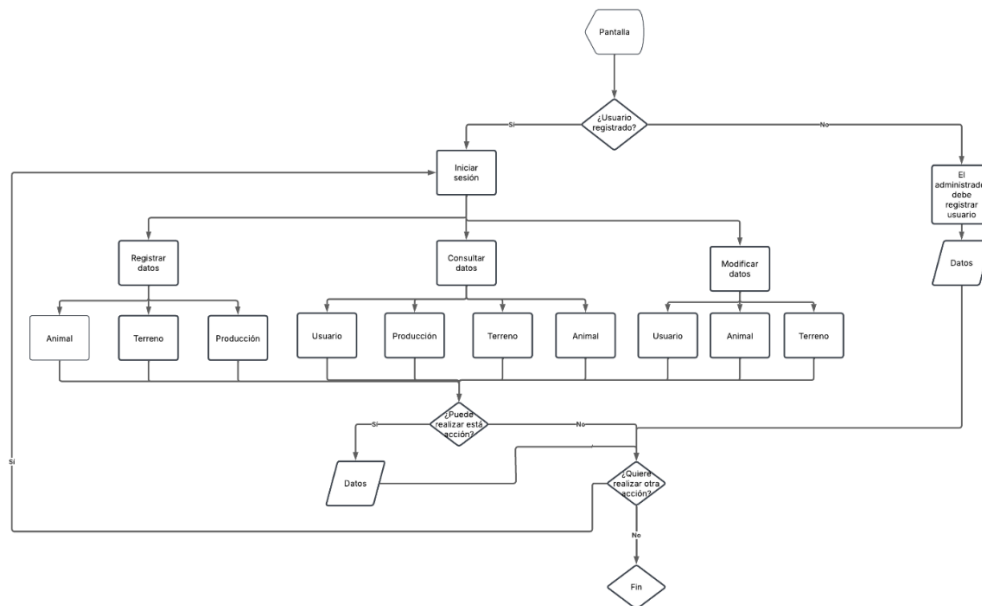 Pantalla
¿Usuario
registrado?
Si
No
Iniciar
sesión
El
administrador
debe
registrar
usuario
Registrar
datos
Consultar
datos
Modificar
datos
Datos
Animal
Terreno
Producción
Usuario
Producción
Terreno
Animal
Usuario
Animal
Terreno
¿Puede
realizar está
acción?
Si
No
Datos
¿Quiere
realizar otra
acción?
Si
No
Fin